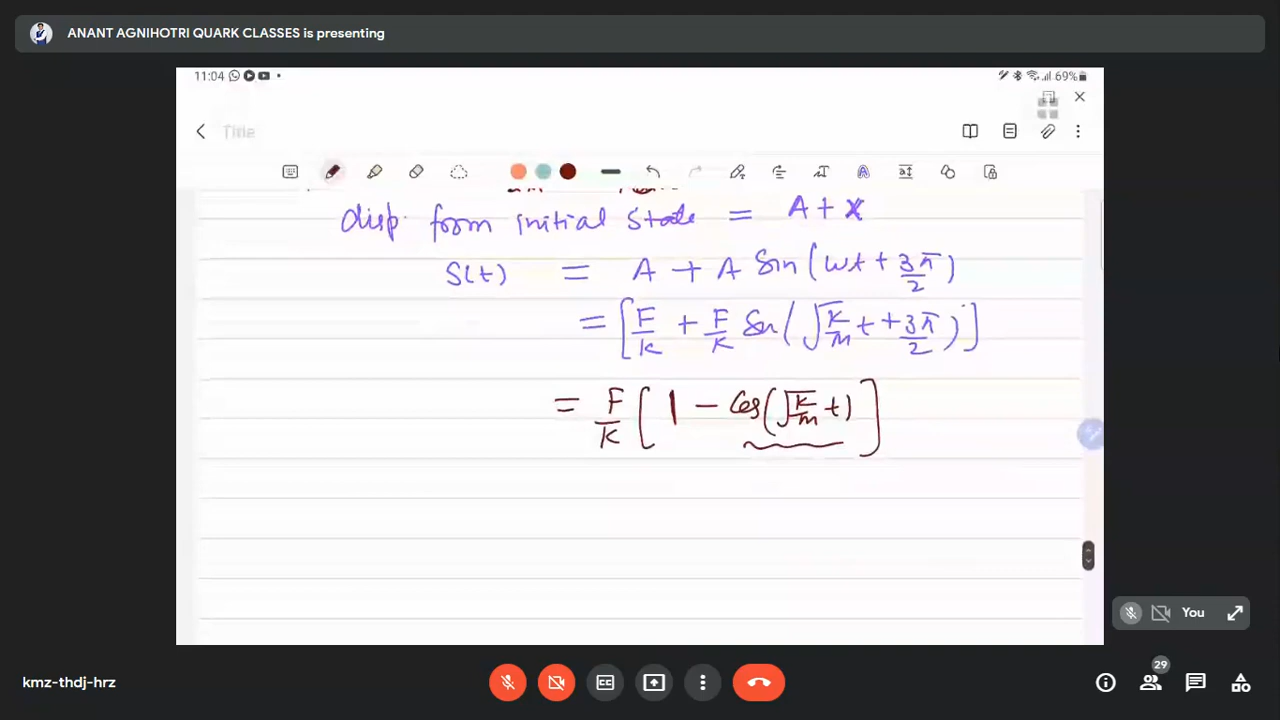 ANANT AGNIHOTRI QUARK CLASSES is presenting
11:04
69%
Title
disp. from initial state = A + x
S(t) = A + A Sin(ωt + 3π/2)
= [F/K + F/K Sin(√K/m t + 3π/2)]
= F/K [1 - Cos(√K/m t)]
You
kmz-thdj-hrz
CC
29